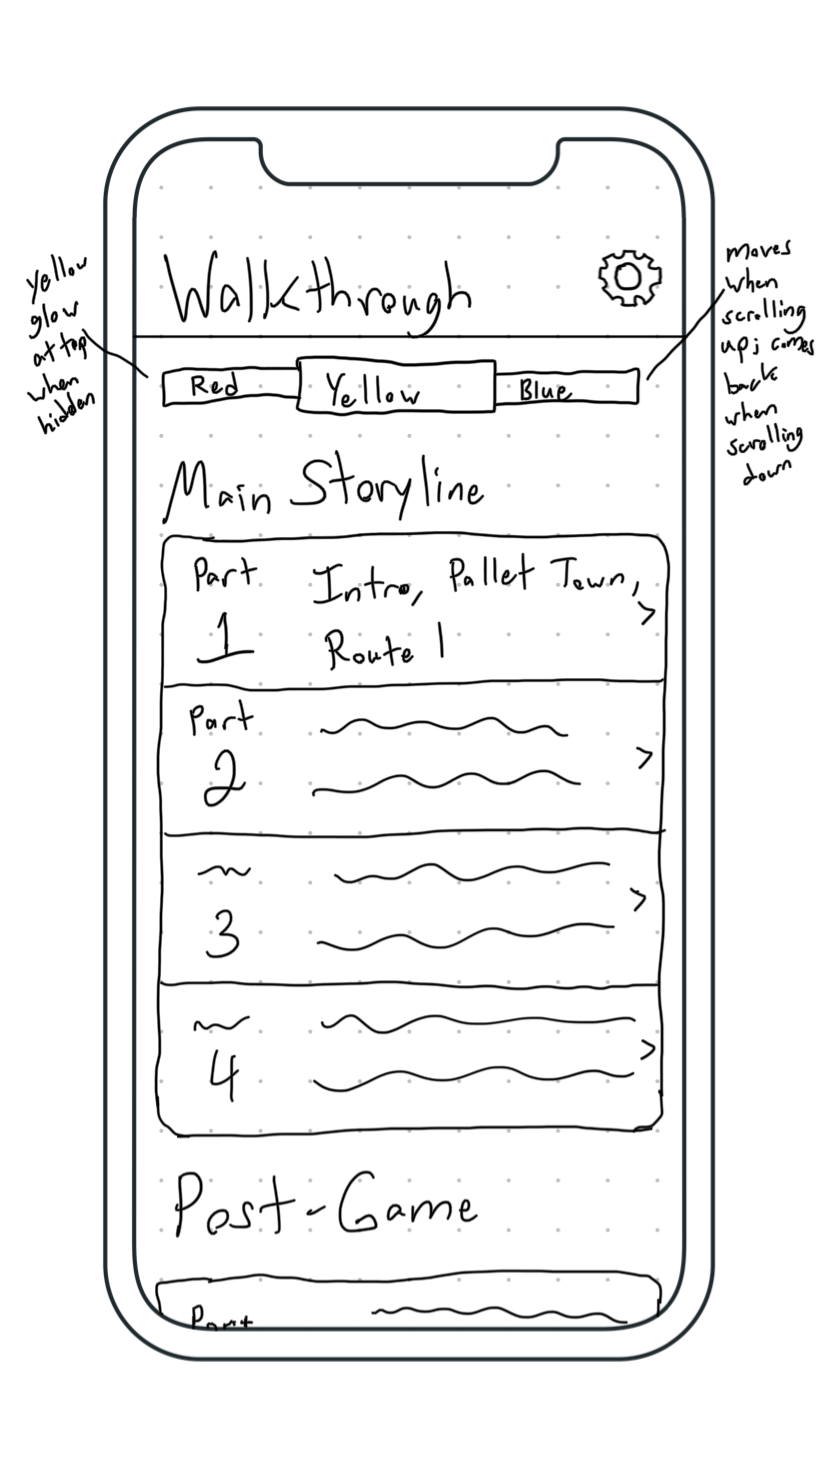 Walkthrough
yellow
glow
at top
when
hidden
moves
when
scrolling
up; comes
back
when
scrolling
down
Red Yellow Blue
Main Storyline
Part
1
Intro, Pallet Town,
Route 1
>
Part
2
>
3
>
4
>
Post-Game
Part